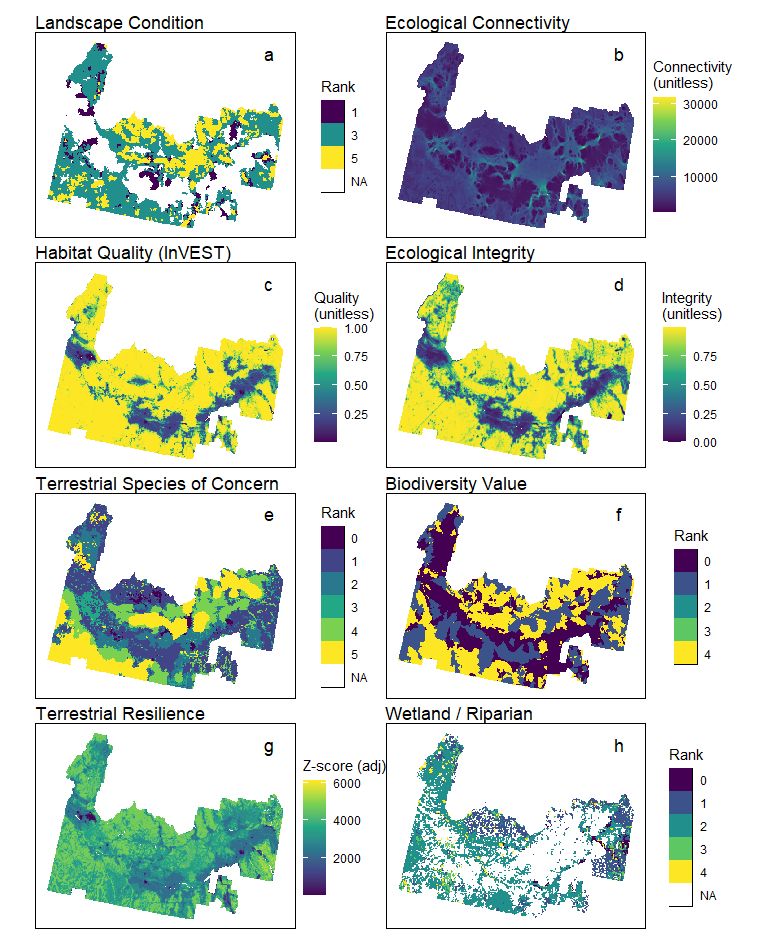 Landscape Condition
a
Rank
1
3
5
NA
Ecological Connectivity
b
Connectivity
(unitless)
30000
20000
10000
Habitat Quality (InVEST)
c
Quality
(unitless)
1.00
0.75
0.50
0.25
Ecological Integrity
d
Integrity
(unitless)
0.75
0.50
0.25
0.00
Terrestrial Species of Concern
e
Rank
0
1
2
3
4
5
NA
Biodiversity Value
f
Rank
0
1
2
3
4
Terrestrial Resilience
g
Z-score (adj)
6000
4000
2000
Wetland / Riparian
h
Rank
0
1
2
3
4
NA